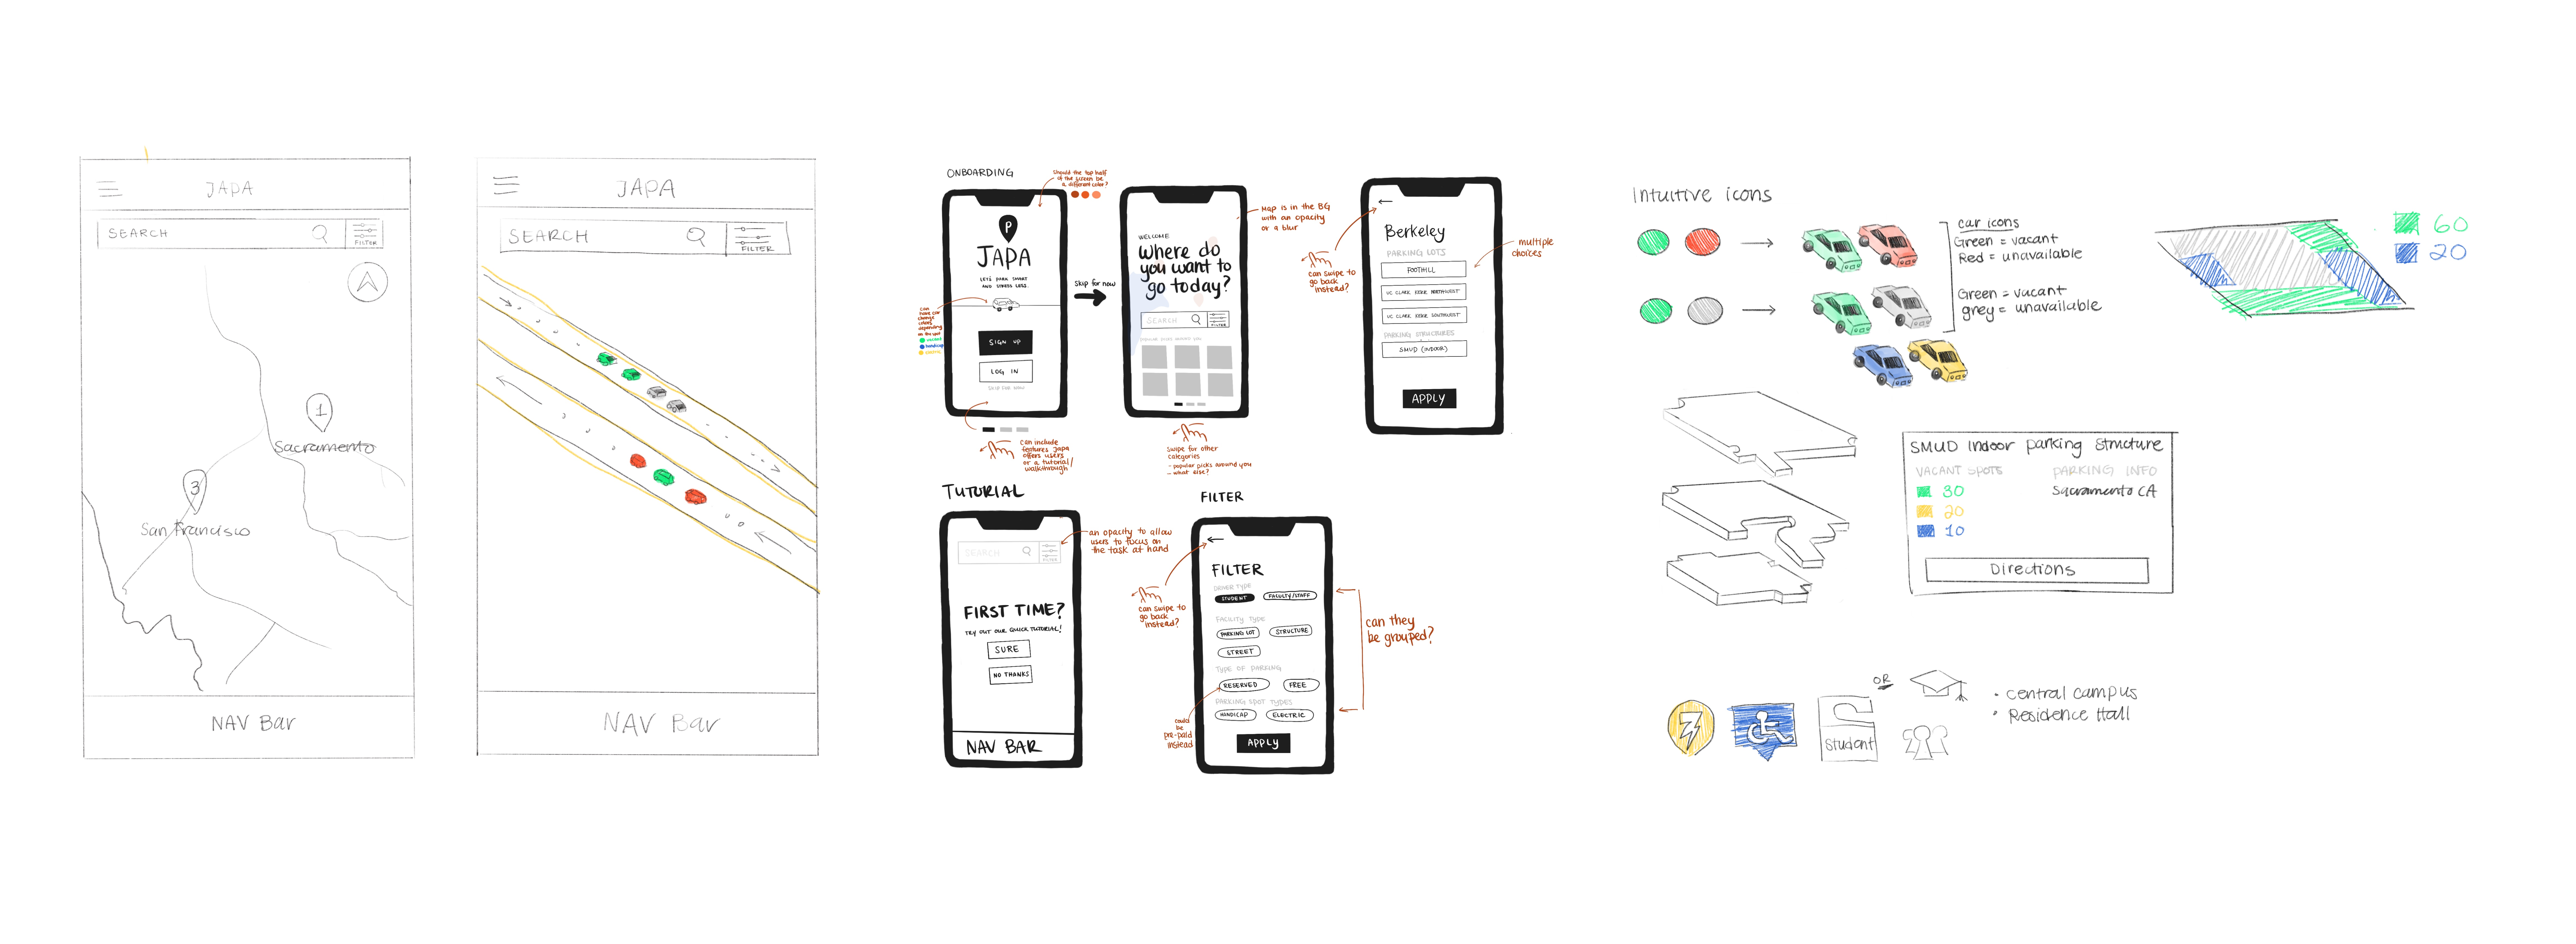 JAPA
SEARCH
FILTER
1
Sacramento
3
San Francisco
NAV Bar
JAPA
SEARCH
FILTER
NAV Bar
ONBOARDING
Should the top half
of the screen be
a different color?
P
JAPA
LETS PARK SMART
AND STRESS LESS.
SIGN UP
LOG IN
SKIP FOR NOW
can
have car
change
colors
depending
on the spot
vacant
handicap
electric
can include
features Japa
offers users
or a tutorial/
walkthrough
Skip for now
WELCOME
Where do
you want to
go today?
SEARCH
FILTER
Map is in the BG
with an opacity
or a blur
Swipe for other
categories
- popular picks around you
- what else?
Berkeley
PARKING LOTS
FOOTHILL
UC CLARK KERR NORTHWEST
UC CLARK KERR SOUTHWEST
PARKING STRUCTURES
SMUD (INDOOR)
APPLY
can swipe to
go back
instead?
multiple
choices
TUTORIAL
SEARCH
FILTER
FIRST TIME?
TRY OUT OUR QUICK TUTORIAL!
SURE
NO THANKS
NAV BAR
an opacity to allow
users to focus on
the task at hand
FILTER
FILTER
DRIVER TYPE
STUDENT
FACULTY/STAFF
FACILITY TYPE
PARKING LOT
STRUCTURE
STREET
TYPE OF PARKING
RESERVED
FREE
PARKING SPOT TYPES
HANDICAP
ELECTRIC
APPLY
can swipe to
go back
instead?
could
be
pre-paid
instead
can they
be grouped?
Intuitive icons
car icons
Green = vacant
Red = unavailable
Green = vacant
grey = unavailable
60
20
SMUD Indoor Parking Structure
VACANT SPOTS
PARKING INFO
30
Sacramento CA
20
10
Directions
Student
OR
• Central campus
• Residence Hall